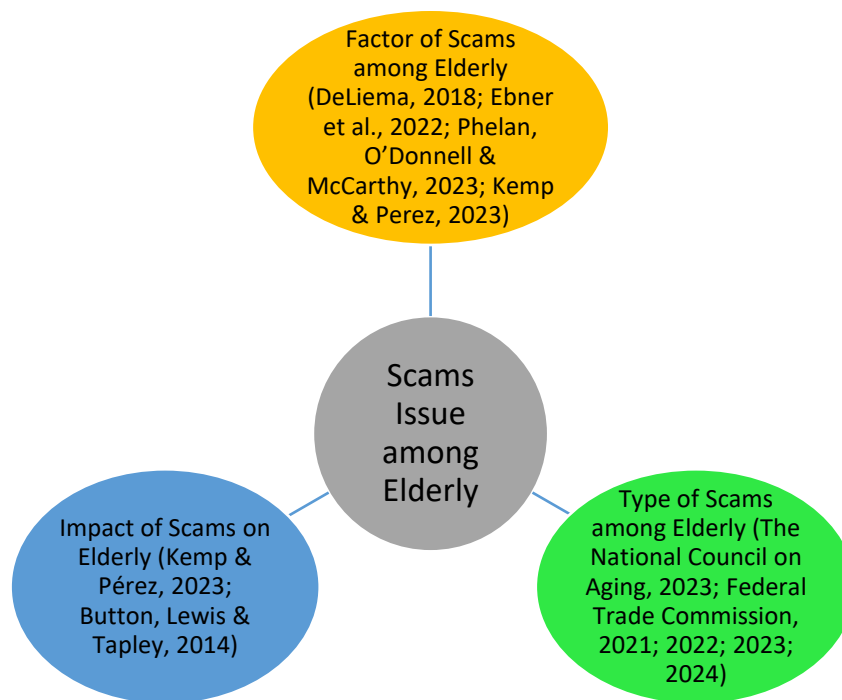 Factor of Scams
among Elderly
(DeLiema, 2018; Ebner
et al., 2022; Phelan,
O’Donnell &
McCarthy, 2023; Kemp
& Perez, 2023)
Scams
Issue
among
Elderly
Impact of Scams on
Elderly (Kemp &
Pérez, 2023;
Button, Lewis &
Tapley, 2014)
Type of Scams
among Elderly (The
National Council on
Aging, 2023; Federal
Trade Commission,
2021; 2022; 2023;
2024)